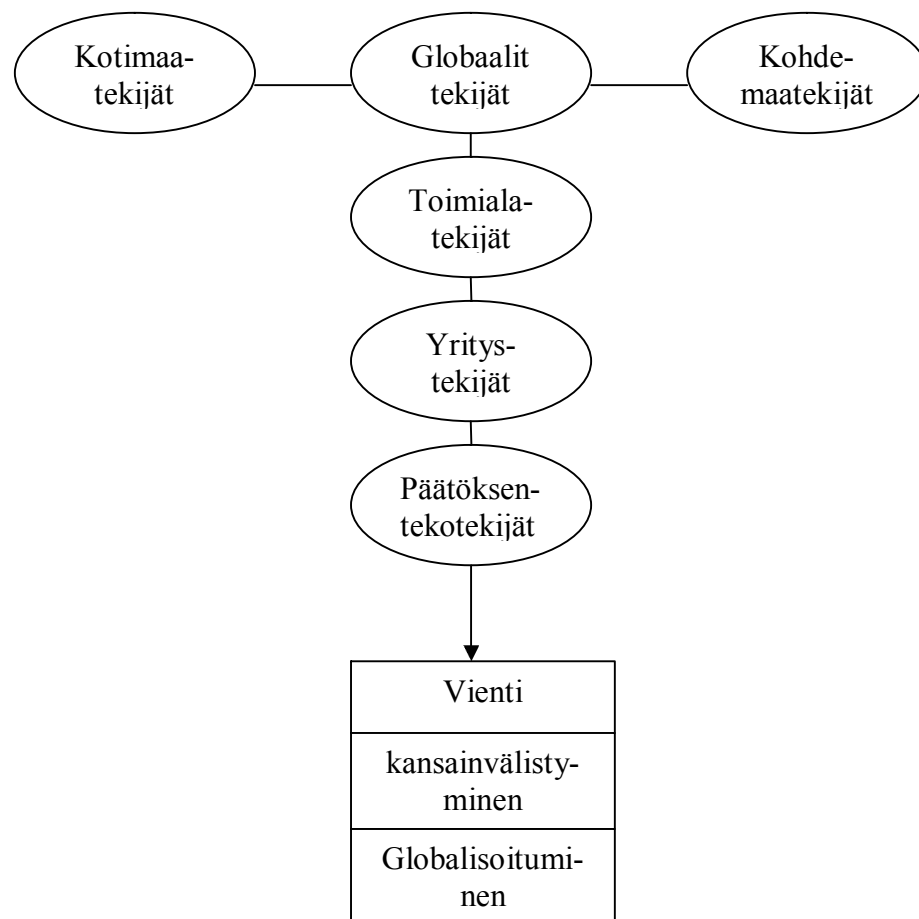 Kotimaa-
tekijät
Globaalit
tekijät
Kohde-
maatekijät
Toimiala-
tekijät
Yritys-
tekijät
Päätöksen-
tekotekijät
Vienti
kansainvälisty-
minen
Globalisoitumi-
nen